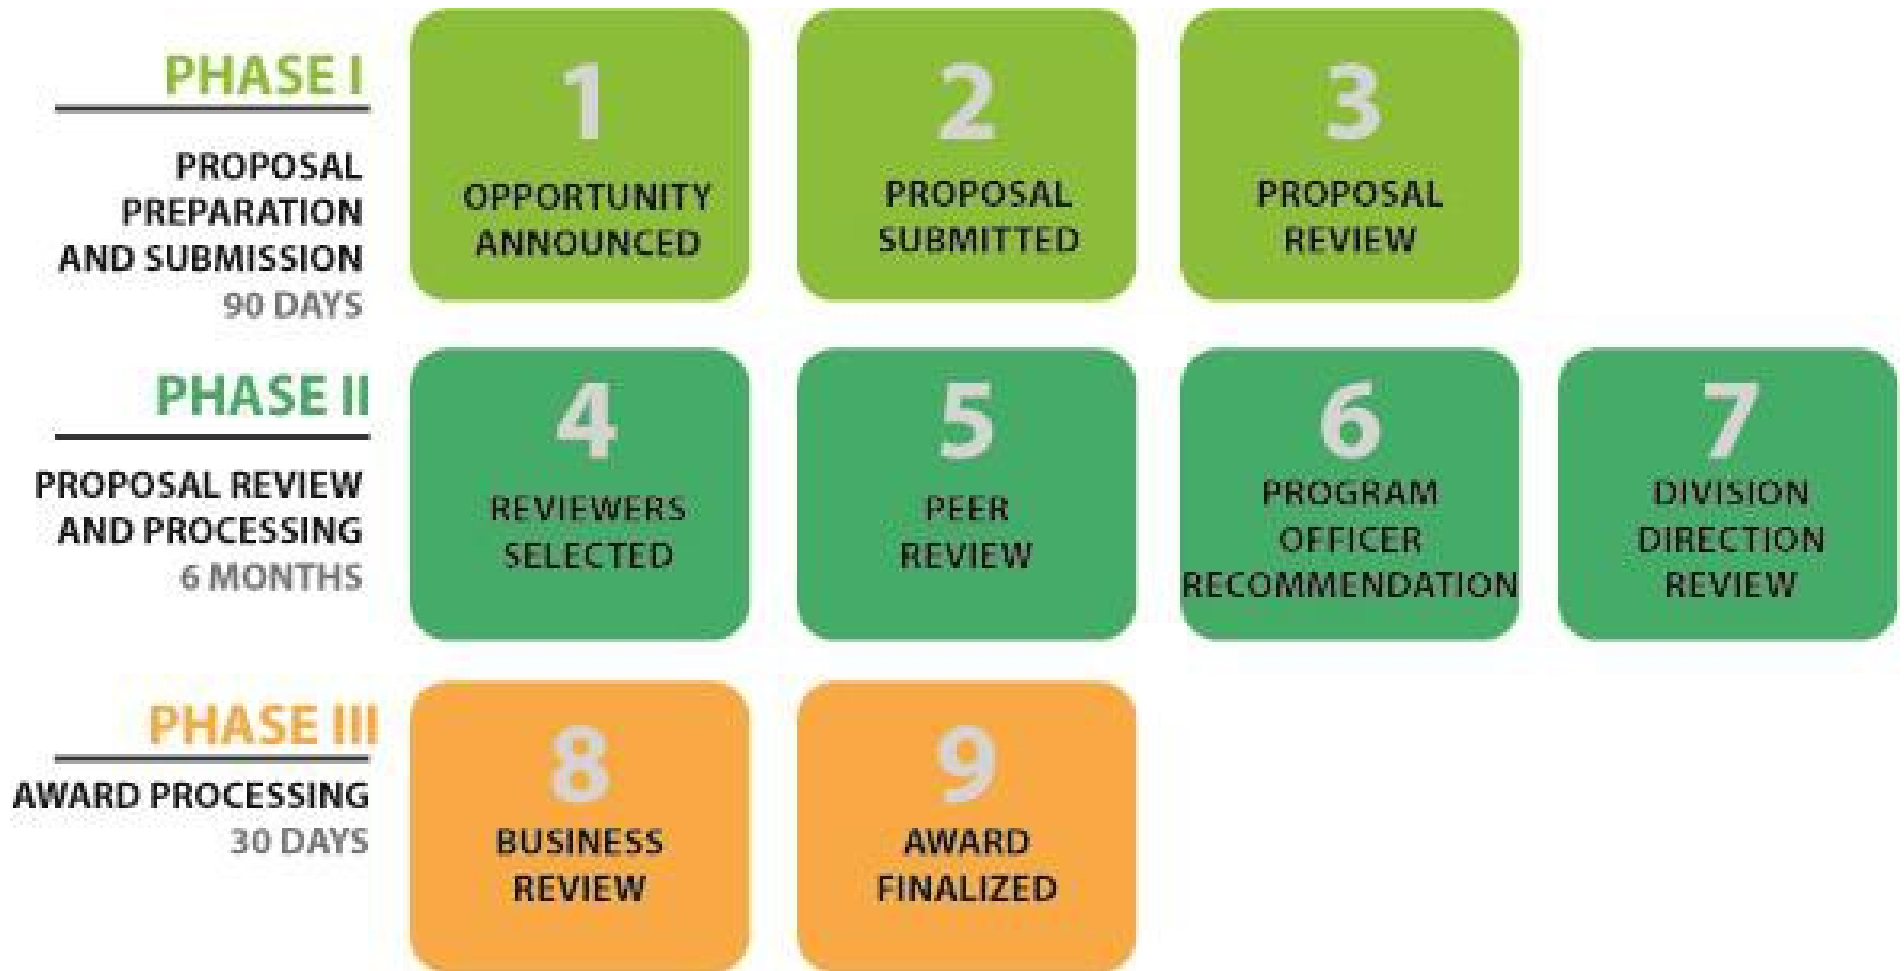 PHASE I
PROPOSAL
PREPARATION
AND SUBMISSION
90 DAYS
1
OPPORTUNITY
ANNOUNCED
2
PROPOSAL
SUBMITTED
3
PROPOSAL
REVIEW
PHASE II
PROPOSAL REVIEW
AND PROCESSING
6 MONTHS
4
REVIEWERS
SELECTED
5
PEER
REVIEW
6
PROGRAM
OFFICER
RECOMMENDATION
7
DIVISION
DIRECTION
REVIEW
PHASE III
AWARD PROCESSING
30 DAYS
8
BUSINESS
REVIEW
9
AWARD
FINALIZED